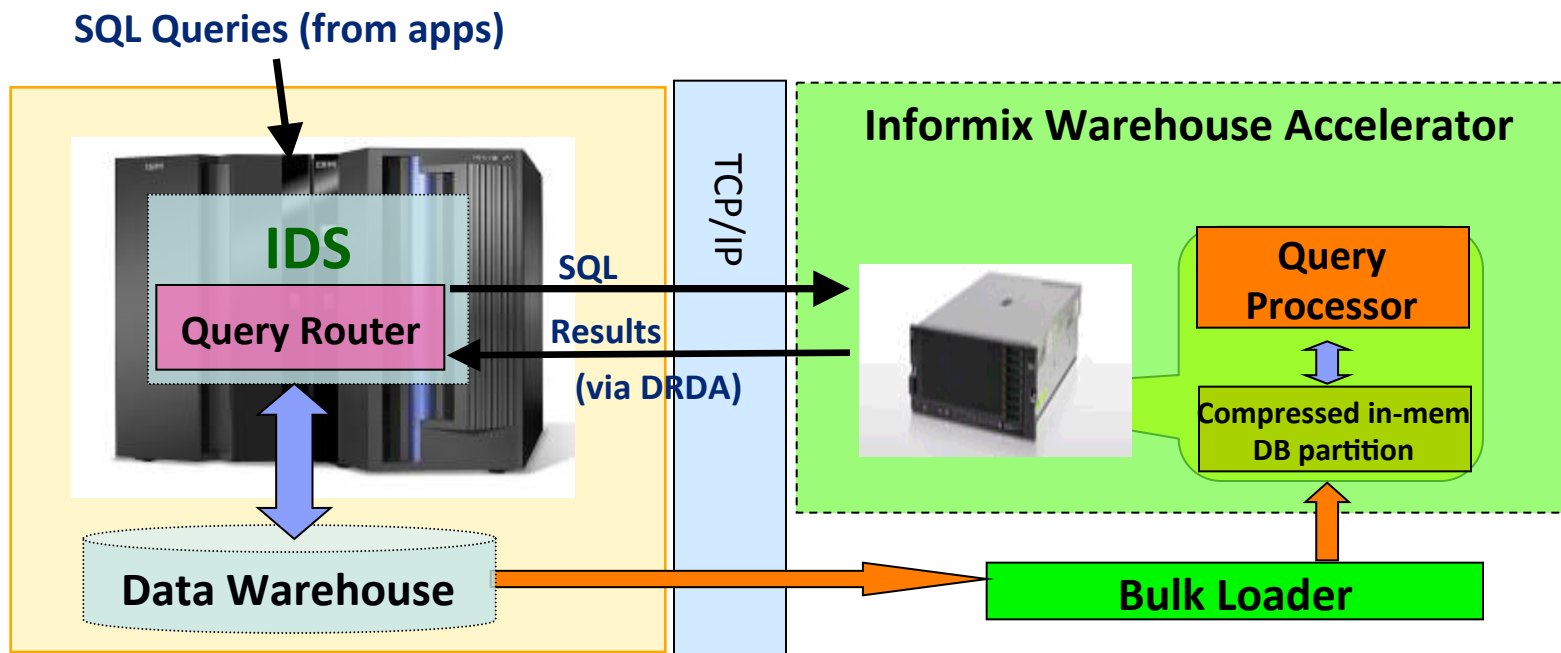 SQL Queries (from apps)
Informix Warehouse Accelerator
TCP/IP
IDS
Query Router
SQL
Results
(via DRDA)
Query
Processor
Compressed in-mem
DB partition
Data Warehouse
Bulk Loader